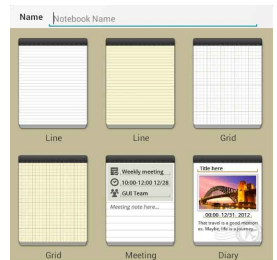 Name Notebook Name
Line Line Grid
Weekly meeting
10:00-12:00 12/28
GUI Team
Meeting note here...
Title here
00:00 12/31, 2012
That travel is a good memori
es. Maybe, life is a journey...
Grid Meeting Diary